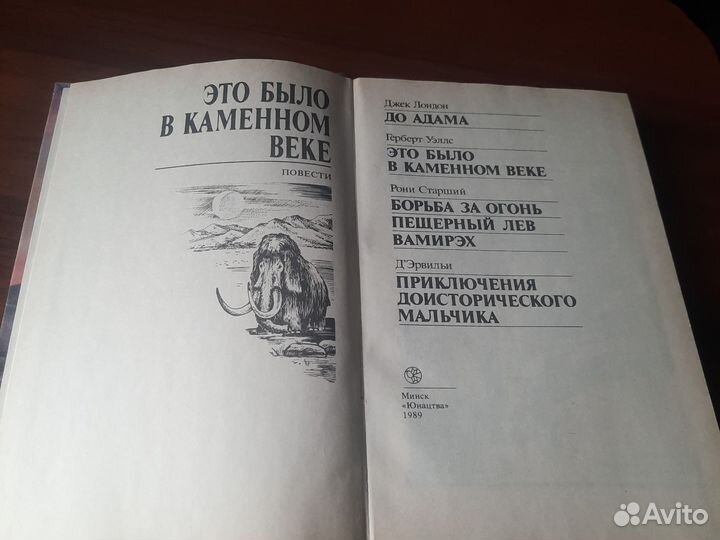 ЭТО БЫЛО
В КАМЕННОМ
ВЕКЕ
ПОВЕСТИ
Джек Лондон
ДО АДАМА
Герберт Уэллс
ЭТО БЫЛО
В КАМЕННОМ ВЕКЕ
Рони Старший
БОРЬБА ЗА ОГОНЬ
ПЕЩЕРНЫЙ ЛЕВ
ВАМИРЭХ
Д'Эрвильи
ПРИКЛЮЧЕНИЯ
ДОИСТОРИЧЕСКОГО
МАЛЬЧИКА
Минск
«Юнацтва»
1989
Avito